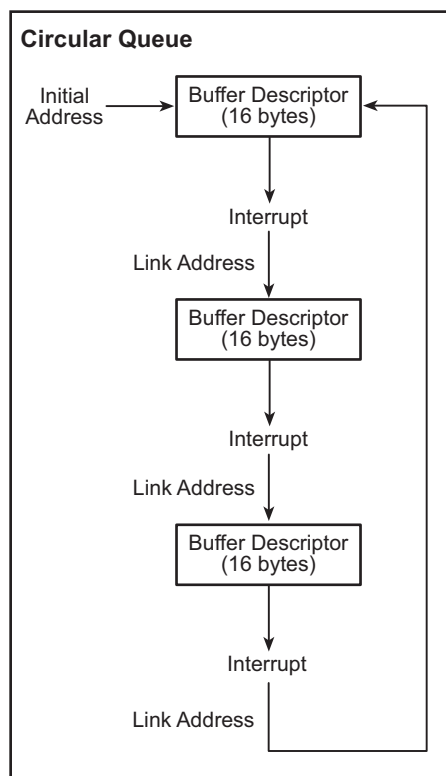 Circular Queue
Initial
Address
Buffer Descriptor
(16 bytes)
Interrupt
Link Address
Buffer Descriptor
(16 bytes)
Interrupt
Link Address
Buffer Descriptor
(16 bytes)
Interrupt
Link Address